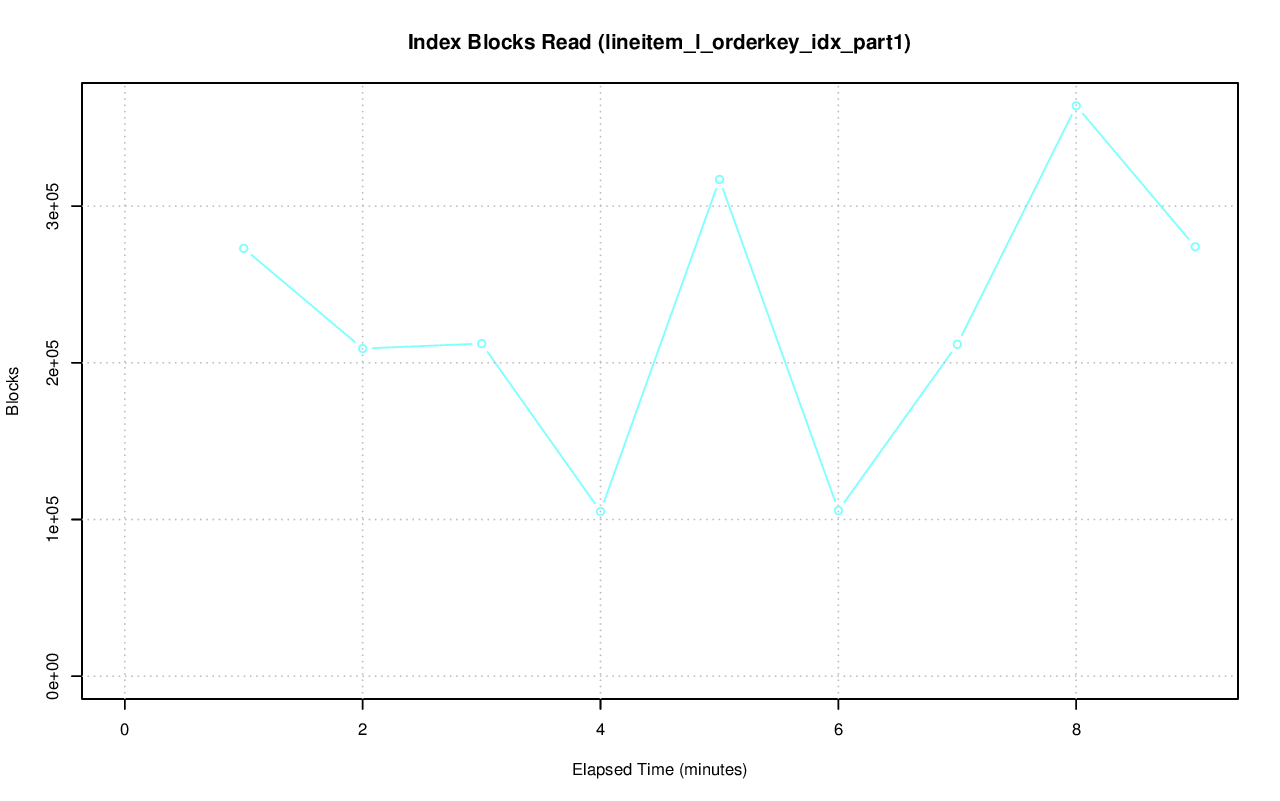 Index Blocks Read (lineitem_l_orderkey_idx_part1)
Blocks
3e+05
2e+05
1e+05
0e+00
0 2 4 6 8
Elapsed Time (minutes)